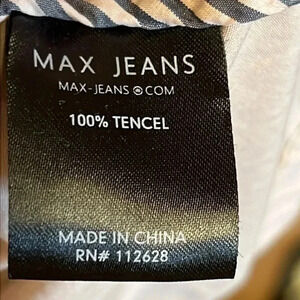 MAX JEANS
MAX-JEANS.COM
100% TENCEL
MADE IN CHINA
RN# 112628